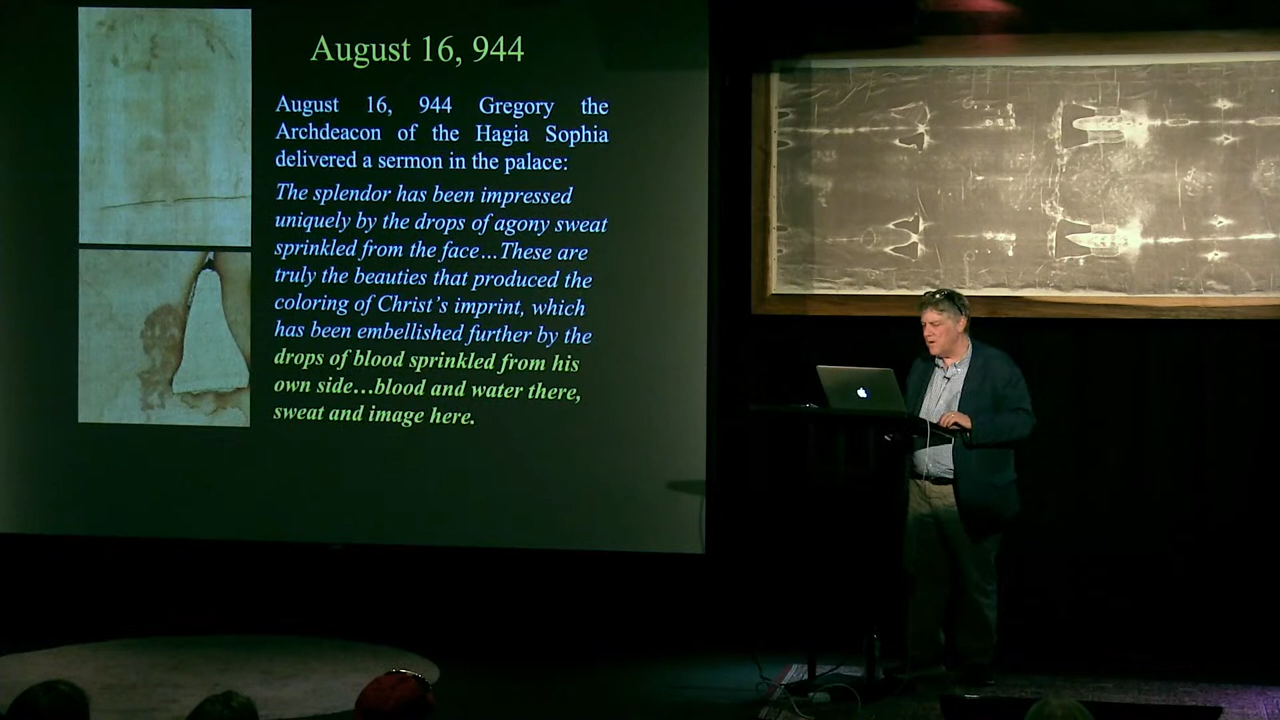 August 16, 944
August 16, 944 Gregory the
Archdeacon of the Hagia Sophia
delivered a sermon in the palace:
The splendor has been impressed
uniquely by the drops of agony sweat
sprinkled from the face…These are
truly the beauties that produced the
coloring of Christ's imprint, which
has been embellished further by the
drops of blood sprinkled from his
own side…blood and water there,
sweat and image here.